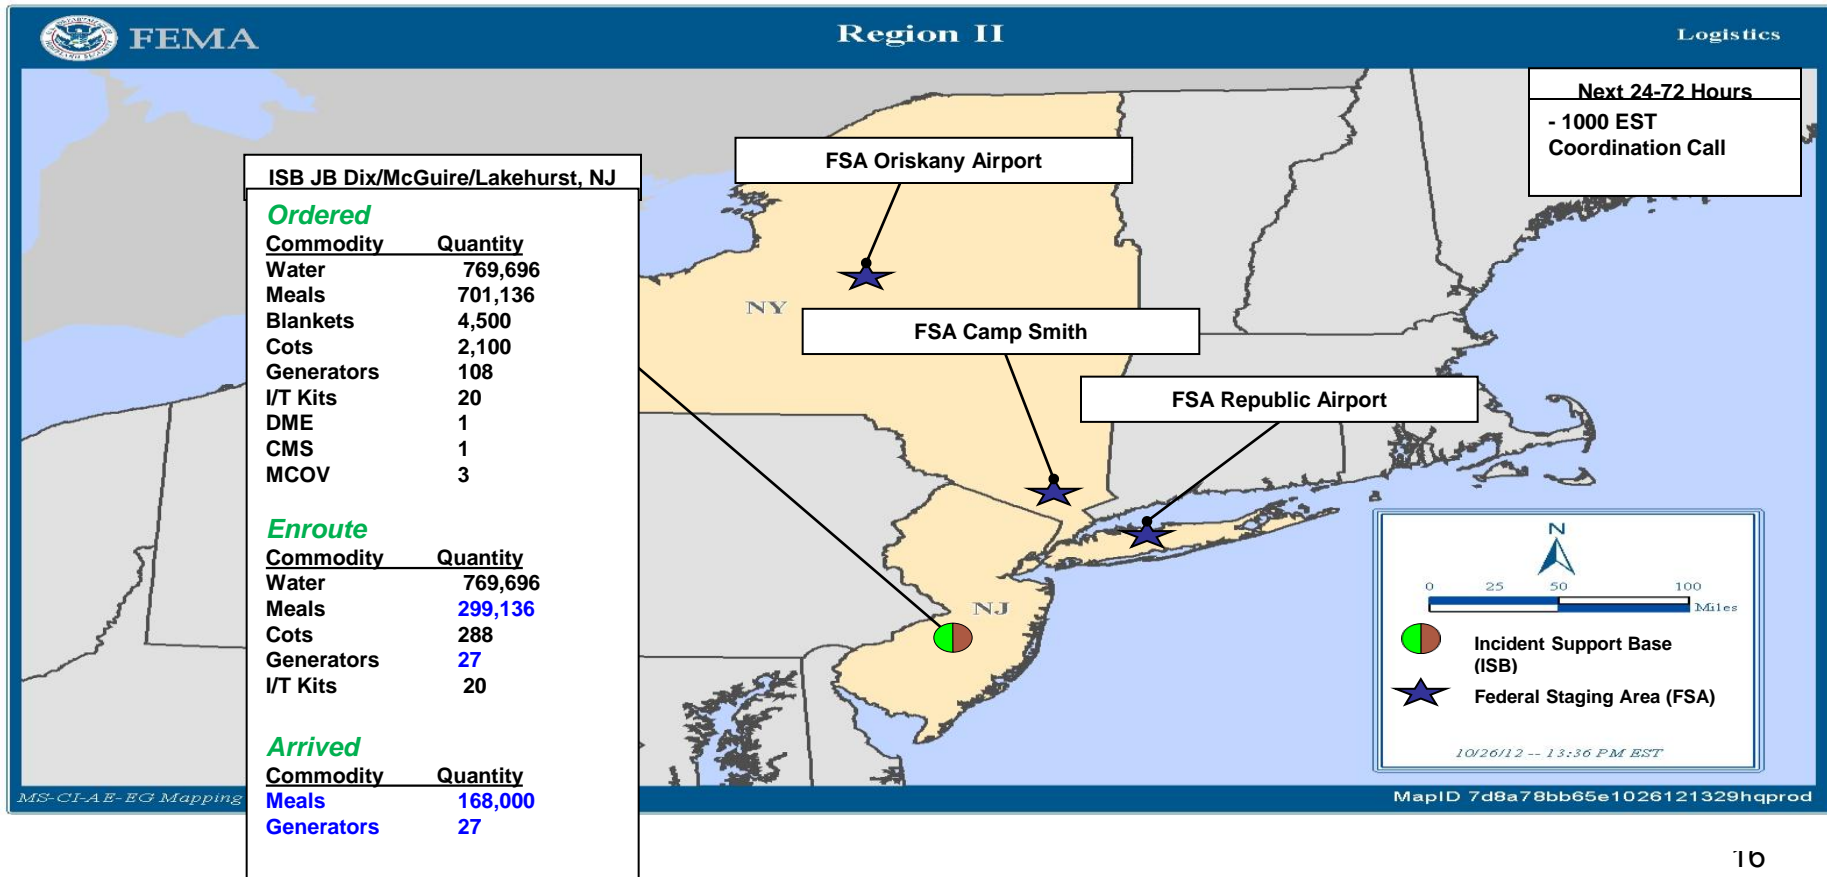 FEMA
Region II
Logistics
Next 24-72 Hours
- 1000 EST
Coordination Call
FSA Oriskany Airport
ISB JB Dix/McGuire/Lakehurst, NJ
Ordered
Commodity Quantity
Water 769,696
Meals 701,136
Blankets 4,500
Cots 2,100
Generators 108
I/T Kits 20
DME 1
CMS 1
MCOV 3
Enroute
Commodity Quantity
Water 769,696
Meals 299,136
Cots 288
Generators 27
I/T Kits 20
Arrived
Commodity Quantity
Meals 168,000
Generators 27
NY
FSA Camp Smith
FSA Republic Airport
NJ
N
0 25 50 100
Miles
Incident Support Base
(ISB)
Federal Staging Area (FSA)
10/26/12 -- 13:36 PM EST
MS-CI-AE-EG Mapping
MapID 7d8a78bb65e1026121329hqprod
16